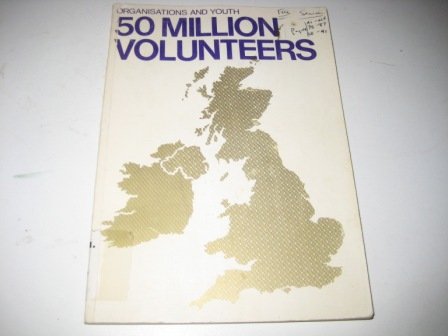 ORGANISATIONS AND YOUTH
50 MILLION
VOLUNTEERS